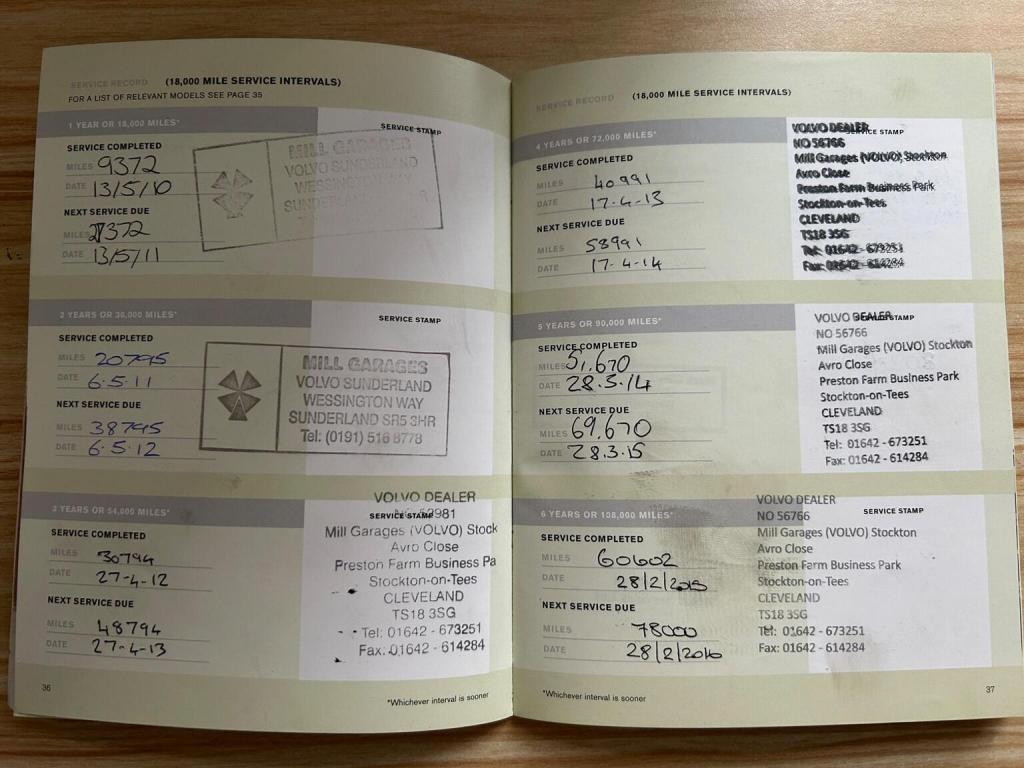 SERVICE RECORD (18,000 MILE SERVICE INTERVALS)
FOR A LIST OF RELEVANT MODELS SEE PAGE 35
1 YEAR OR 18,000 MILES*
SERVICE STAMP
SERVICE COMPLETED
MILES 9372
DATE 13/5/10
NEXT SERVICE DUE
MILES 27372
DATE 13/5/11
MILL GARAGES
VOLVO SUNDERLAND
WESSINGTON WAY
SUNDERLAND
2 YEARS OR 36,000 MILES*
SERVICE STAMP
SERVICE COMPLETED
MILES 20795
DATE 6.5.11
NEXT SERVICE DUE
MILES 38795
DATE 6.5.12
MILL GARAGES
VOLVO SUNDERLAND
WESSINGTON WAY
SUNDERLAND SR5 3HR
Tel: (0191) 516 8778
3 YEARS OR 54,000 MILES*
SERVICE STAMP
SERVICE COMPLETED
MILES 30794
DATE 27-4-12
NEXT SERVICE DUE
MILES 48794
DATE 27-4-13
VOLVO DEALER
Mill Garages (VOLVO) Stock
Avro Close
Preston Farm Business Pa
Stockton-on-Tees
CLEVELAND
TS18 3SG
Tel: 01642 - 673251
Fax: 01642 - 614284
36
*Whichever interval is sooner
SERVICE RECORD (18,000 MILE SERVICE INTERVALS)
4 YEARS OR 72,000 MILES*
SERVICE STAMP
SERVICE COMPLETED
MILES 40991
DATE 17-4-13
NEXT SERVICE DUE
MILES 58991
DATE 17-4-14
VOLVO DEALER
NO 56766
Mill Garages (VOLVO) Stockton
Avro Close
Preston Farm Business Park
Stockton-on-Tees
CLEVELAND
TS18 3SG
Tel: 01642 - 673251
Fax: 01642 - 614284
5 YEARS OR 90,000 MILES*
SERVICE STAMP
SERVICE COMPLETED
MILES 51,670
DATE 28.5.14
NEXT SERVICE DUE
MILES 69,670
DATE 28.3.15
VOLVO DEALER
NO 56766
Mill Garages (VOLVO) Stockton
Avro Close
Preston Farm Business Park
Stockton-on-Tees
CLEVELAND
TS18 3SG
Tel: 01642 - 673251
Fax: 01642 - 614284
6 YEARS OR 108,000 MILES*
SERVICE STAMP
SERVICE COMPLETED
MILES 60602
DATE 28/2/2015
NEXT SERVICE DUE
MILES 78000
DATE 28/2/2016
VOLVO DEALER
NO 56766
Mill Garages (VOLVO) Stockton
Avro Close
Preston Farm Business Park
Stockton-on-Tees
CLEVELAND
TS18 3SG
Tel: 01642 - 673251
Fax: 01642 - 614284
*Whichever interval is sooner
37